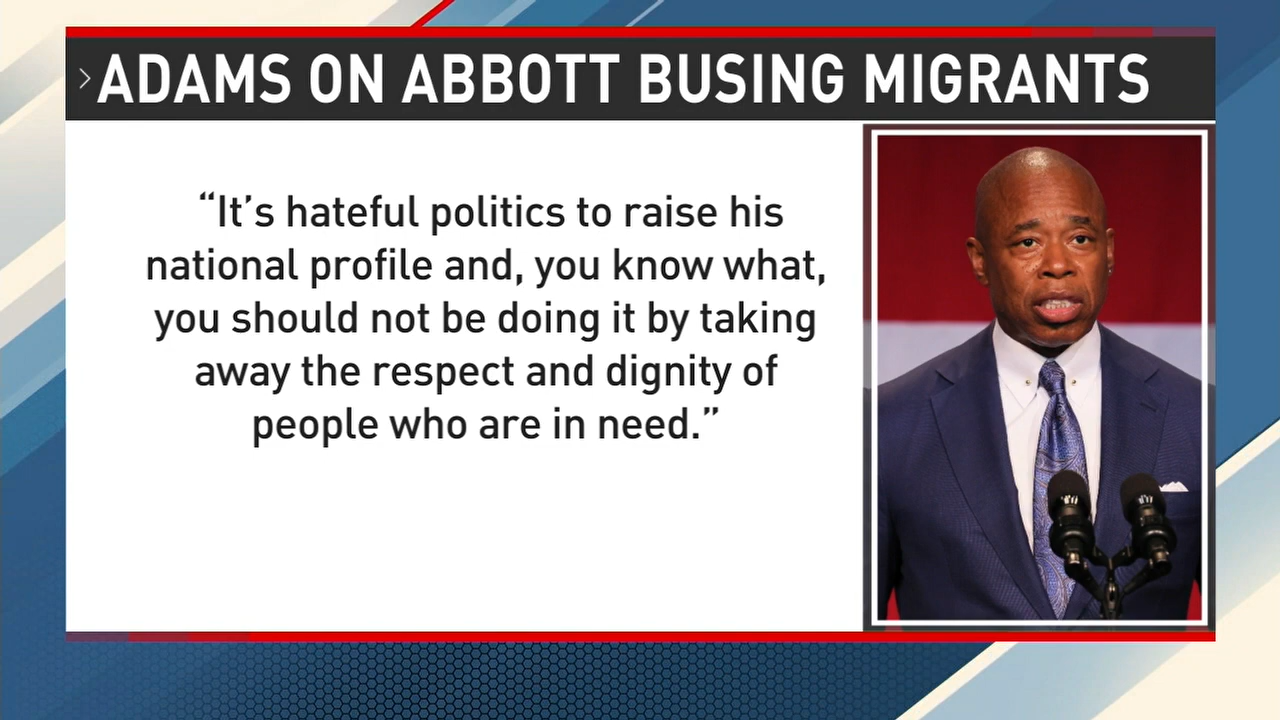 ADAMS ON ABBOTT BUSING MIGRANTS
“It’s hateful politics to raise his
national profile and, you know what,
you should not be doing it by taking
away the respect and dignity of
people who are in need.”